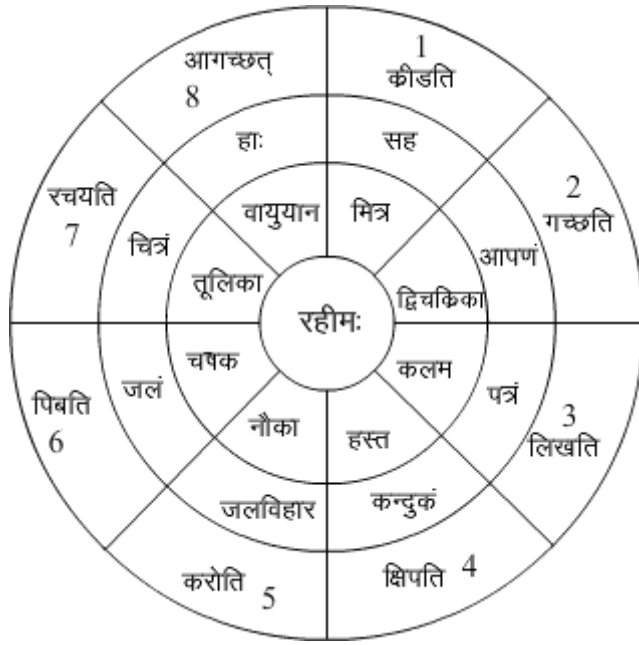 आगच्छत्
8
1
क्रीडति
हाः
सह
रचयति
7
2
गच्छति
चित्रं
वायुयान
मित्र
आपणं
तूलिका
द्विचक्रिका
रहीमः
चषक
कलम
पिबति
6
जलं
पत्रं
3
लिखति
नौका
हस्त
जलविहार
कन्दुकं
करोति 5
क्षिपति 4